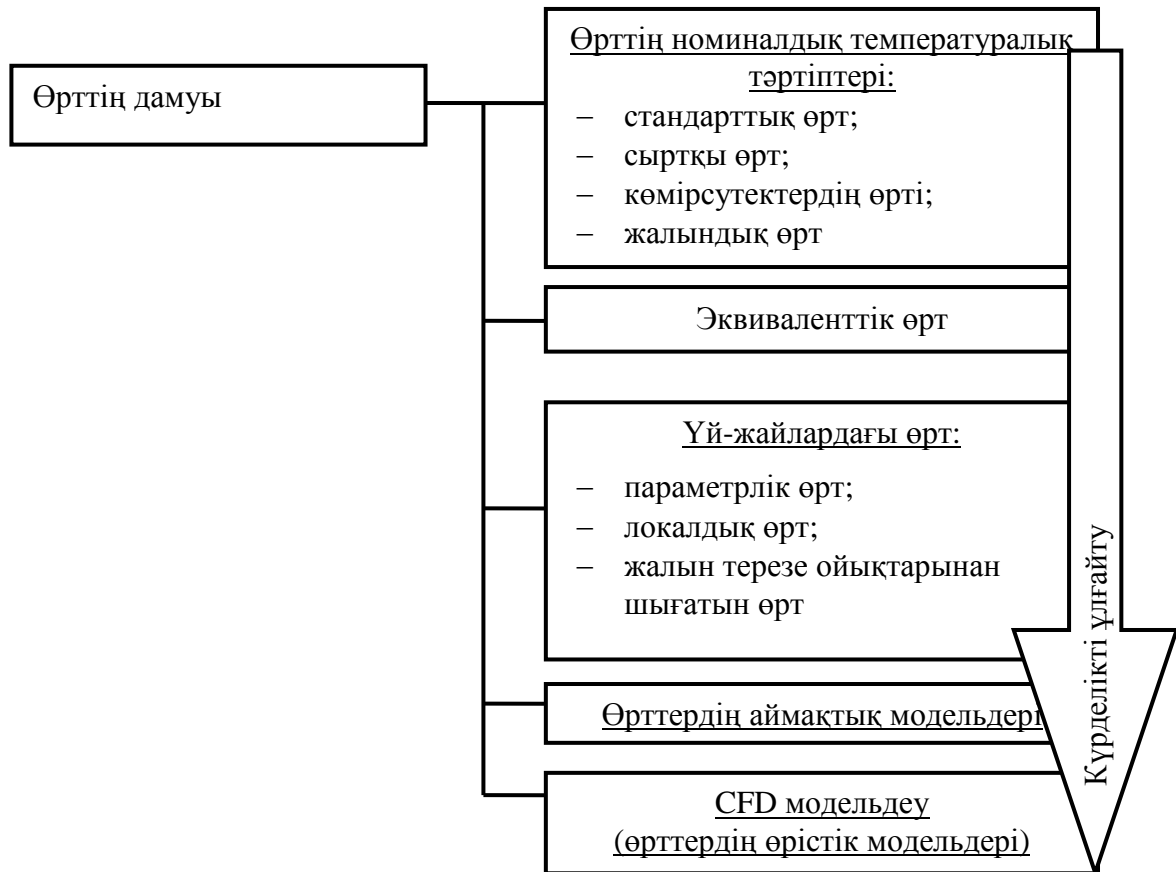 Өрттің дамуы
Өрттің номиналдық температуралық
тәртіптері:
– стандарттық өрт;
– сыртқы өрт;
– көмірсутектердің өрті;
– жалындық өрт
Эквиваленттік өрт
Үй-жайлардағы өрт:
– параметрлік өрт;
– локалдық өрт;
– жалын терезе ойықтарынан
шығатын өрт
Өрттердің аймақтық модельдері
CFD модельдеу
(өрттердің өрістік модельдері)
Күрделікті ұлғайту